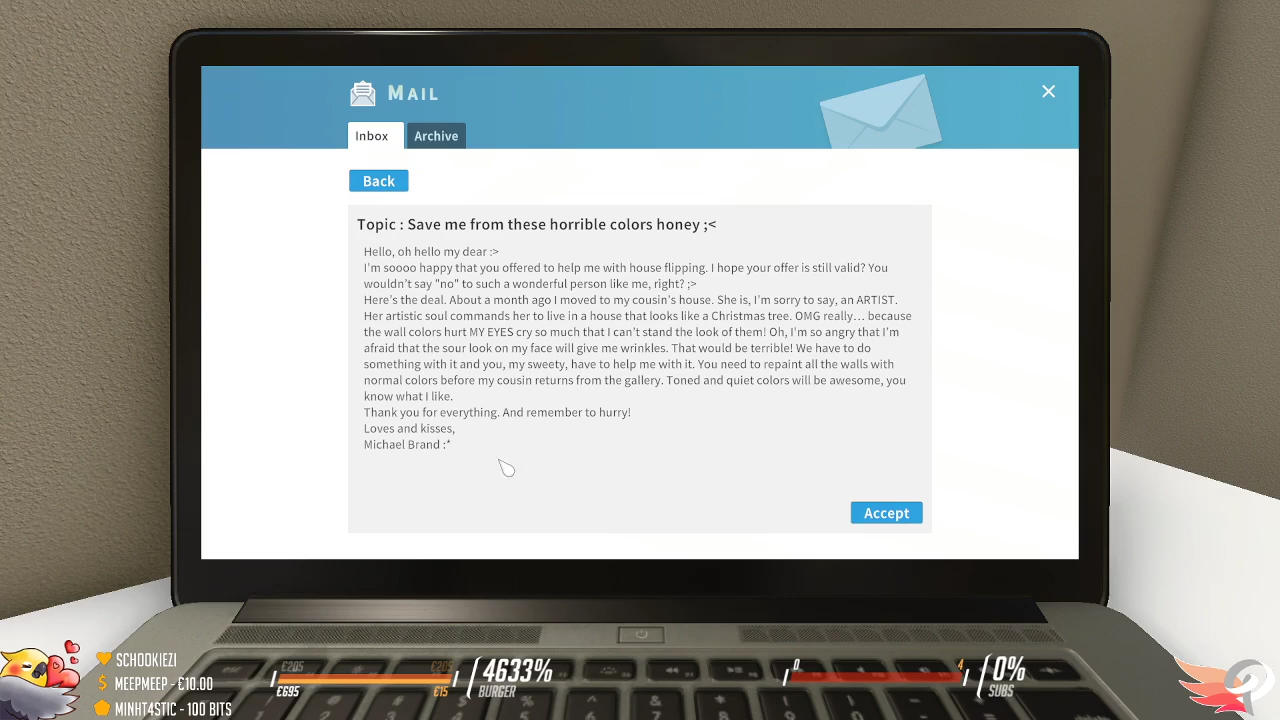 MAIL
Inbox
Archive
Back
Topic : Save me from these horrible colors honey ;<
Hello, oh hello my dear :>
I'm soooo happy that you offered to help me with house flipping. I hope your offer is still valid? You
wouldn't say "no" to such a wonderful person like me, right? ;>
Here's the deal. About a month ago I moved to my cousin's house. She is, I'm sorry to say, an ARTIST.
Her artistic soul commands her to live in a house that looks like a Christmas tree. OMG really... because
the wall colors hurt MY EYES cry so much that I can't stand the look of them! Oh, I'm so angry that I'm
afraid that the sour look on my face will give me wrinkles. That would be terrible! We have to do
something with it and you, my sweety, have to help me with it. You need to repaint all the walls with
normal colors before my cousin returns from the gallery. Toned and quiet colors will be awesome, you
know what I like.
Thank you for everything. And remember to hurry!
Loves and kisses,
Michael Brand :*
Accept
SCHOOKIEZI
MEEPMEEP - €10.00
MINHT4STIC - 100 BITS
€205
€205
€695
€15
4633%
BURGER
0
4
0%
SUBS